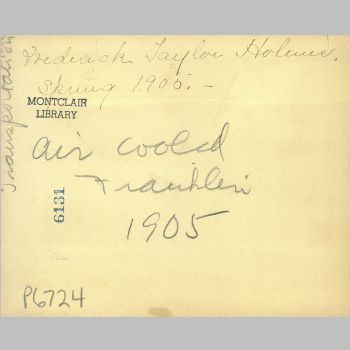 Transportation
Frederick Taylor Holmes.
Spring 1905. –
MONTCLAIR
LIBRARY
air cooled
Franklin
1905
6131
P6724